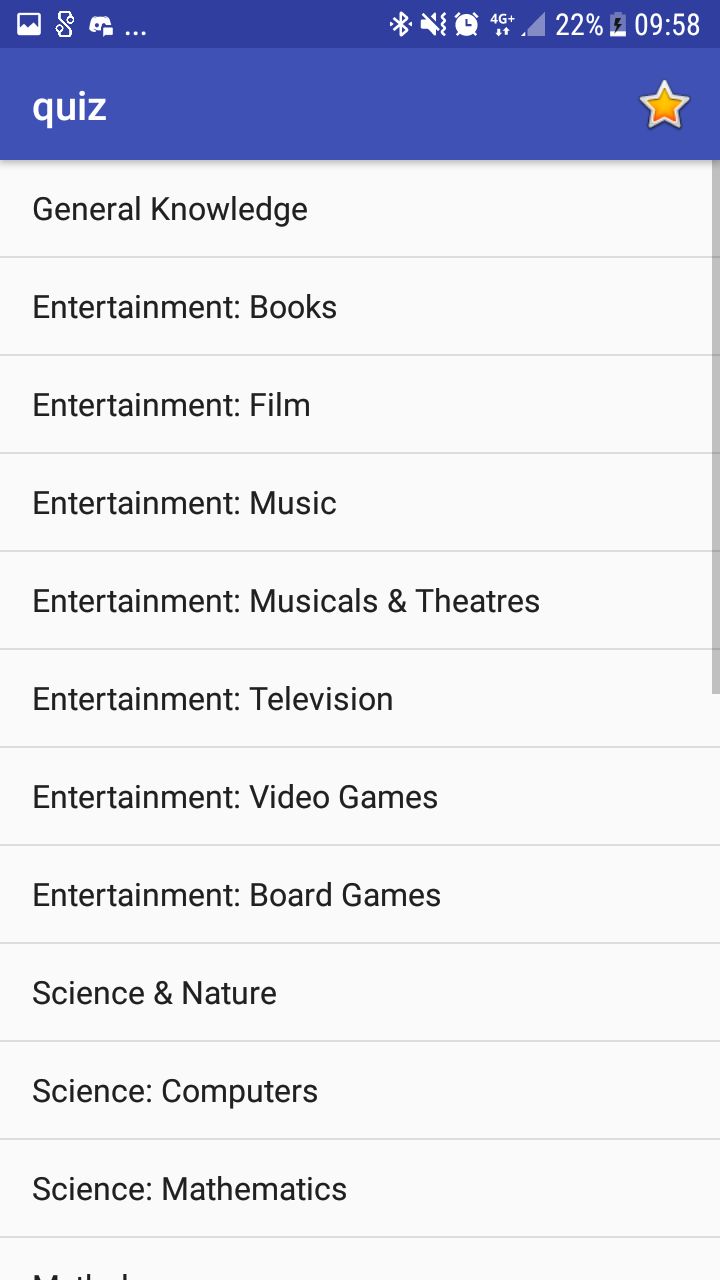 ... 4G+ 22% 09:58
quiz
General Knowledge
Entertainment: Books
Entertainment: Film
Entertainment: Music
Entertainment: Musicals & Theatres
Entertainment: Television
Entertainment: Video Games
Entertainment: Board Games
Science & Nature
Science: Computers
Science: Mathematics